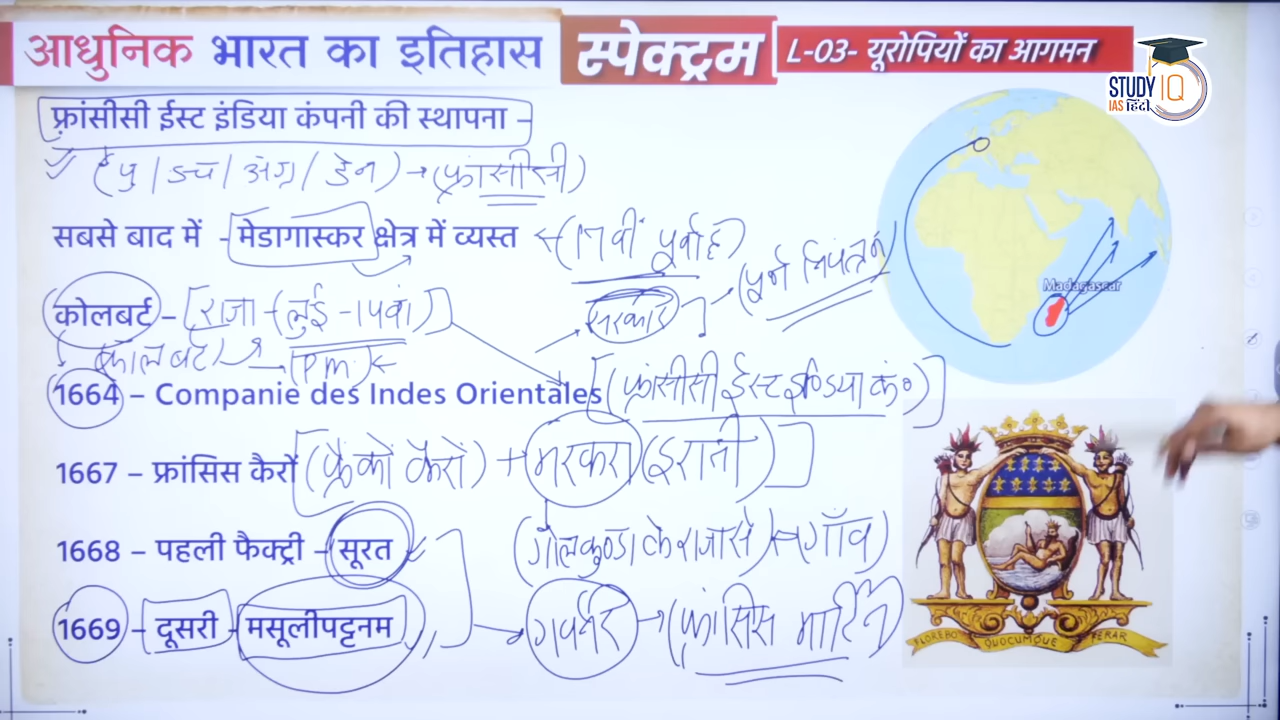 आधुनिक भारत का इतिहास स्पेक्ट्रम L-03- यूरोपियों का आगमन
STUDY IQ
IAS हिंदी
फ्रांसीसी ईस्ट इंडिया कंपनी की स्थापना –
(पु / डच / अंग्र / डेन) → (फ्रांसीसी)
सबसे बाद में - मेडागास्कर क्षेत्र में व्यस्त ← (17वीं पूर्वार्द्ध)
सरकार → (पूर्ण नियंत्रण)
Madagascar
कोलबर्ट – [राजा - (लुई - 14वां)]
कॉलबर्ट → (PM) ←
1664 – Companie des Indes Orientales [(फ्रांसीसी ईस्ट इण्डिया कं०)]
1667 – फ्रांसिस कैरों [(फ्रैंको कैरो) + मरकरा (इरानी)]
1668 – पहली फैक्ट्री – सूरत (गोलकुण्डा के राजा से) ← गाँव)
1669 – दूसरी - मसूलीपट्टनम → गवर्नर → (फ्रांसिस मार्टिन)
FLOREBO QUOCUMQUE FERAR